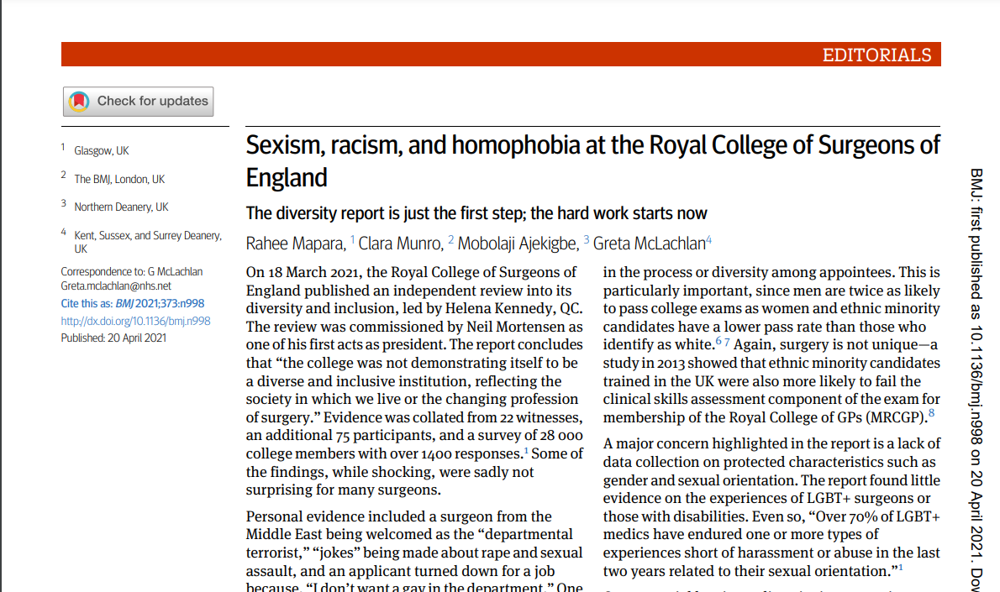 EDITORIALS
Check for updates
1 Glasgow, UK
2 The BMJ, London, UK
3 Northern Deanery, UK
4 Kent, Sussex, and Surrey Deanery,
UK
Correspondence to: G McLachlan
Greta.mclachlan@nhs.net
Cite this as: BMJ 2021;373:n998
http://dx.doi.org/10.1136/bmj.n998
Published: 20 April 2021
Sexism, racism, and homophobia at the Royal College of Surgeons of
England
The diversity report is just the first step; the hard work starts now
Rahee Mapara, 1 Clara Munro, 2 Mobolaji Ajekigbe, 3 Greta McLachlan4
On 18 March 2021, the Royal College of Surgeons of
England published an independent review into its
diversity and inclusion, led by Helena Kennedy, QC.
The review was commissioned by Neil Mortensen as
one of his first acts as president. The report concludes
that “the college was not demonstrating itself to be
a diverse and inclusive institution, reflecting the
society in which we live or the changing profession
of surgery.” Evidence was collated from 22 witnesses,
an additional 75 participants, and a survey of 28 000
college members with over 1400 responses.1 Some of
the findings, while shocking, were sadly not
surprising for many surgeons.
Personal evidence included a surgeon from the
Middle East being welcomed as the “departmental
terrorist,” “jokes” being made about rape and sexual
assault, and an applicant turned down for a job
because, “I don’t want a gay in the department.” One
in the process or diversity among appointees. This is
particularly important, since men are twice as likely
to pass college exams as women and ethnic minority
candidates have a lower pass rate than those who
identify as white.6 7 Again, surgery is not unique—a
study in 2013 showed that ethnic minority candidates
trained in the UK were also more likely to fail the
clinical skills assessment component of the exam for
membership of the Royal College of GPs (MRCGP).8
A major concern highlighted in the report is a lack of
data collection on protected characteristics such as
gender and sexual orientation. The report found little
evidence on the experiences of LGBT+ surgeons or
those with disabilities. Even so, “Over 70% of LGBT+
medics have endured one or more types of
experiences short of harassment or abuse in the last
two years related to their sexual orientation.”1
BMJ: first published as 10.1136/bmj.n998 on 20 April 2021. Dow